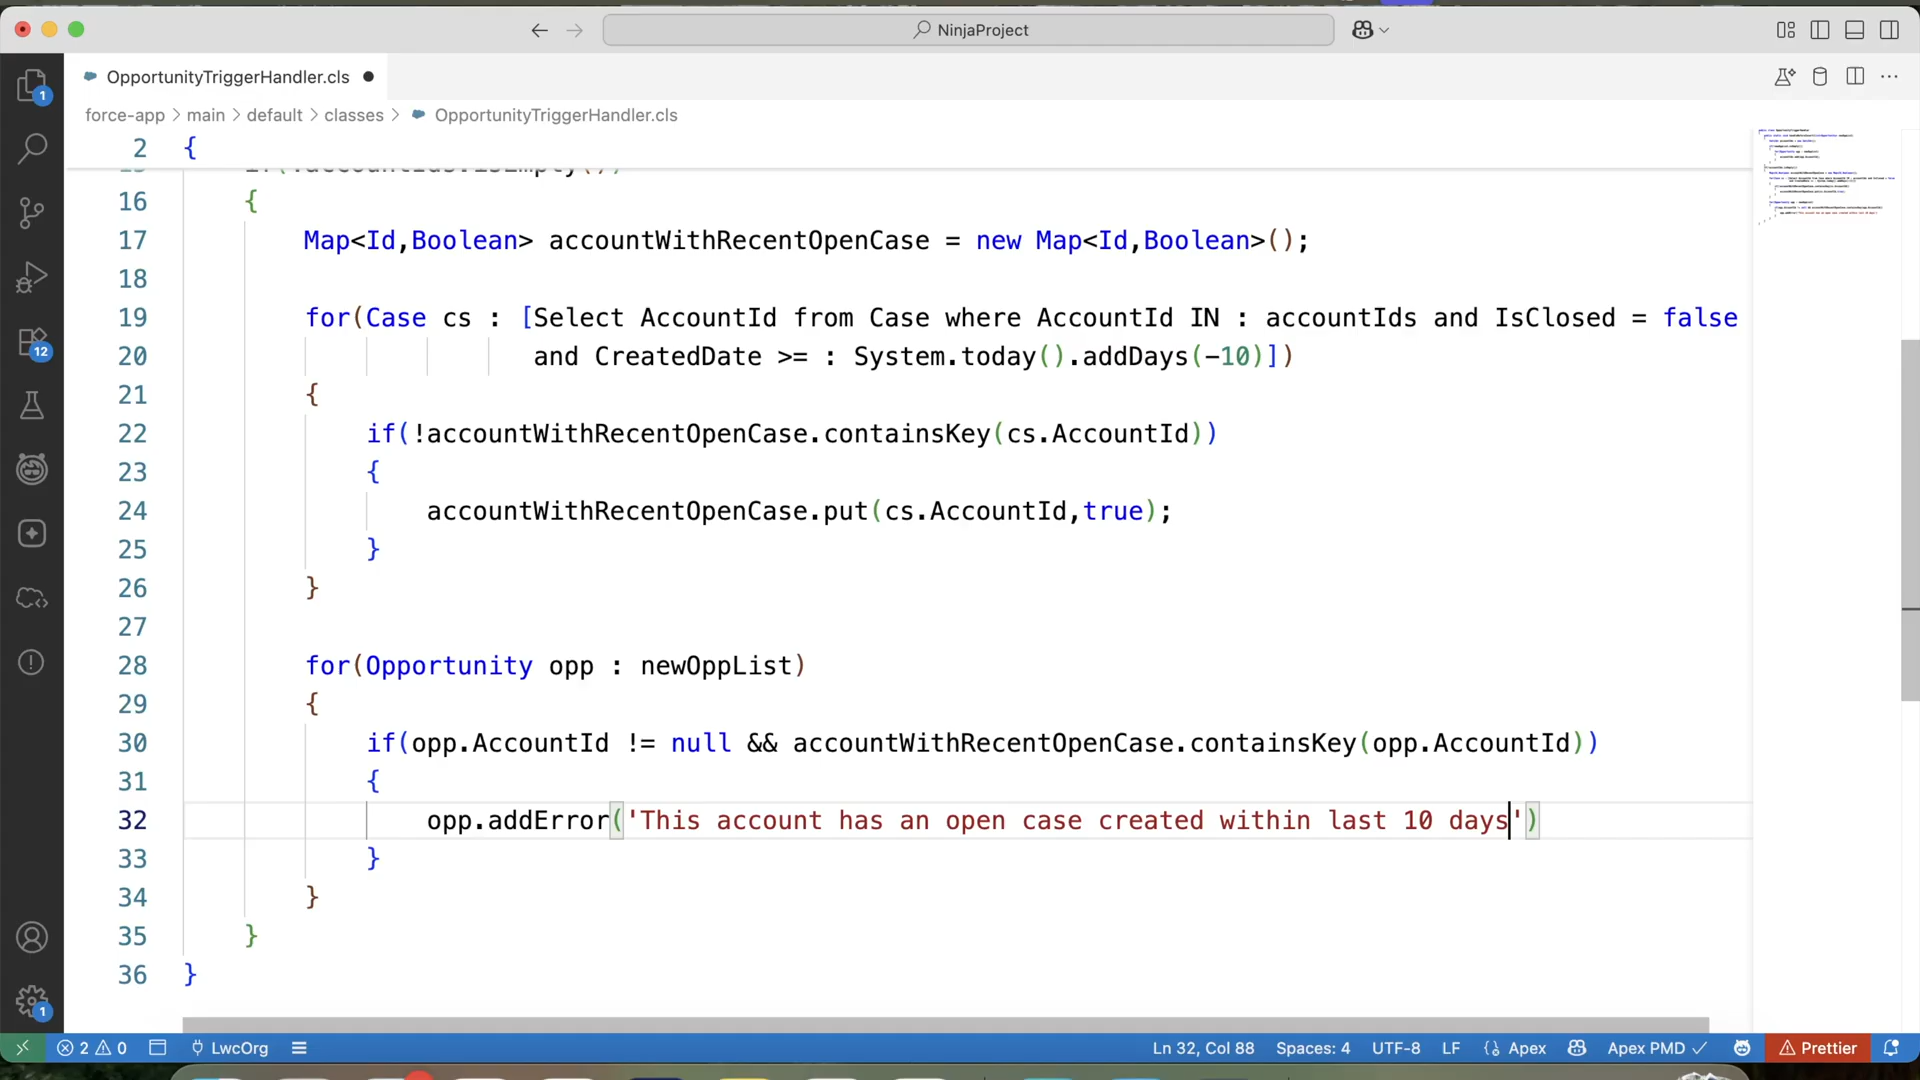 NinjaProject
OpportunityTriggerHandler.cls
force-app > main > default > classes > OpportunityTriggerHandler.cls
2 {
16 {
17 Map<Id,Boolean> accountWithRecentOpenCase = new Map<Id,Boolean>();
18
19 for(Case cs : [Select AccountId from Case where AccountId IN : accountIds and IsClosed = false
20 and CreatedDate >= : System.today().addDays(-10)])
21 {
22 if(!accountWithRecentOpenCase.containsKey(cs.AccountId))
23 {
24 accountWithRecentOpenCase.put(cs.AccountId,true);
25 }
26 }
27
28 for(Opportunity opp : newOppList)
29 {
30 if(opp.AccountId != null && accountWithRecentOpenCase.containsKey(opp.AccountId))
31 {
32 opp.addError('This account has an open case created within last 10 days')
33 }
34 }
35 }
36 }
1
12
1
2 0 LwcOrg Ln 32, Col 88 Spaces: 4 UTF-8 LF {} Apex Apex PMD ✓ Prettier